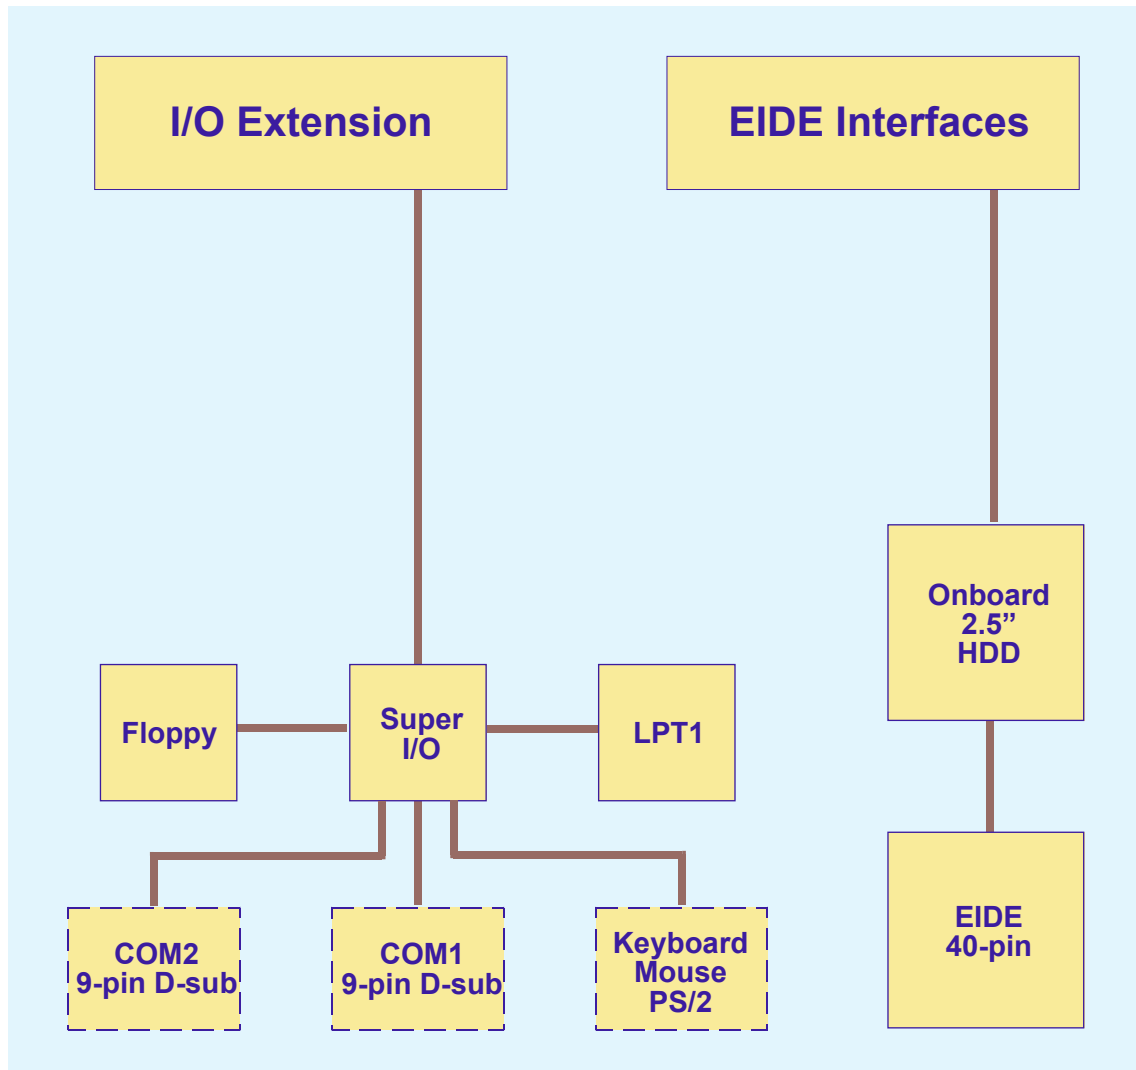 I/O Extension
EIDE Interfaces
Onboard
2.5”
HDD
Floppy
Super
I/O
LPT1
COM2
9-pin D-sub
COM1
9-pin D-sub
Keyboard
Mouse
PS/2
EIDE
40-pin